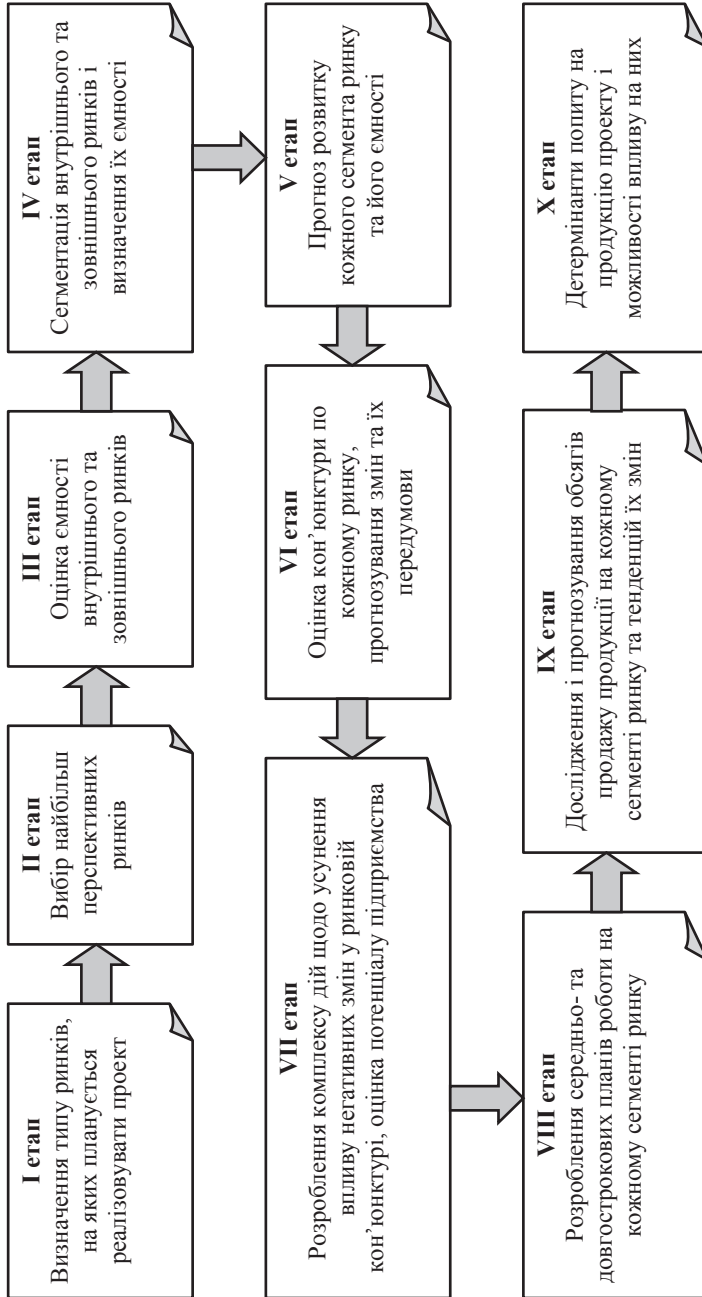 I етап
Визначення типу ринків,
на яких планується
реалізовувати проект
II етап
Вибір найбільш
перспективних
ринків
III етап
Оцінка ємності
внутрішнього та
зовнішнього ринків
IV етап
Сегментація внутрішнього та
зовнішнього ринків і
визначення їх ємності
V етап
Прогноз розвитку
кожного сегмента ринку
та його ємності
VI етап
Оцінка кон’юнктури по
кожному ринку,
прогнозування змін та їх
передумови
VII етап
Розроблення комплексу дій щодо усунення
впливу негативних змін у ринковій
кон’юнктурі, оцінка потенціалу підприємства
VIII етап
Розроблення середньо- та
довгострокових планів роботи на
кожному сегменті ринку
IX етап
Дослідження і прогнозування обсягів
продажу продукції на кожному
сегменті ринку та тенденцій їх змін
X етап
Детермінанти попиту на
продукцію проекту і
можливості впливу на них